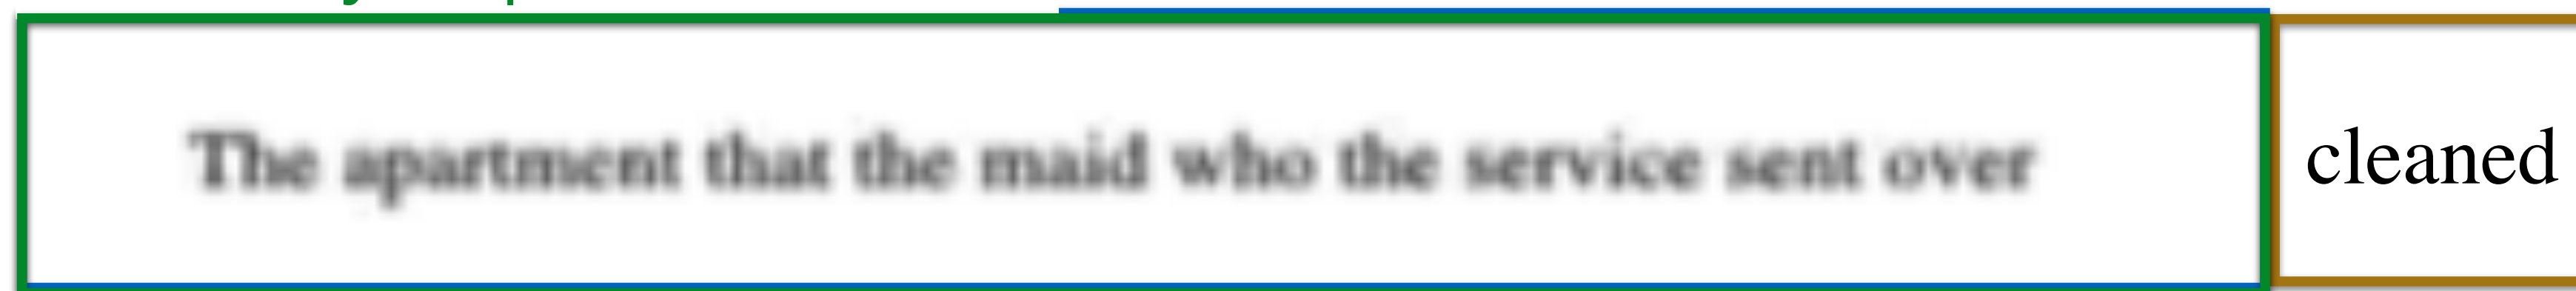 The apartment that the maid who the service sent over cleaned